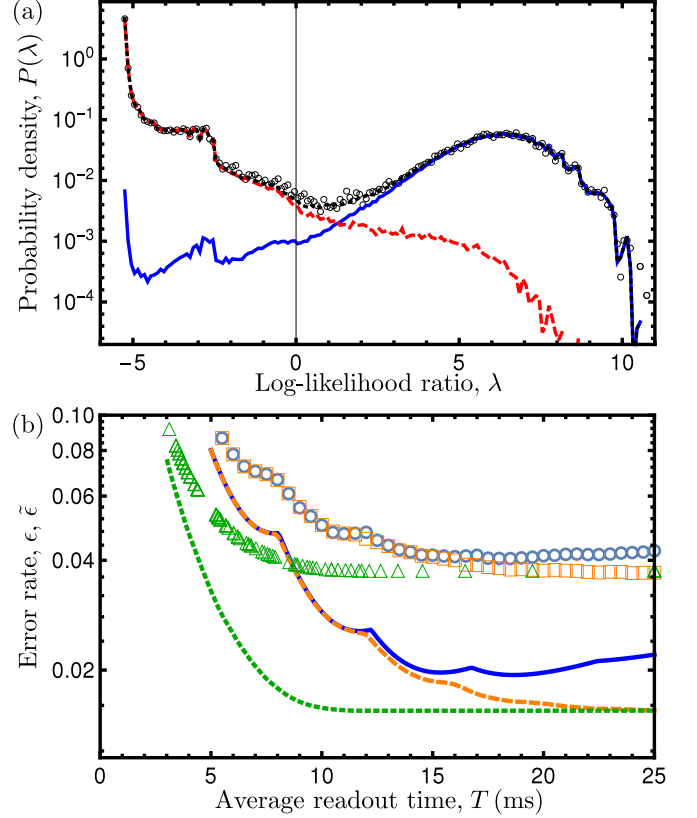 (a)
Probability density, P(λ)
10⁰
10⁻¹
10⁻²
10⁻³
10⁻⁴
−5 0 5 10
Log-likelihood ratio, λ
(b)
Error rate, ϵ, ϵ̃
0.10
0.08
0.06
0.04
0.02
0 5 10 15 20 25
Average readout time, T (ms)